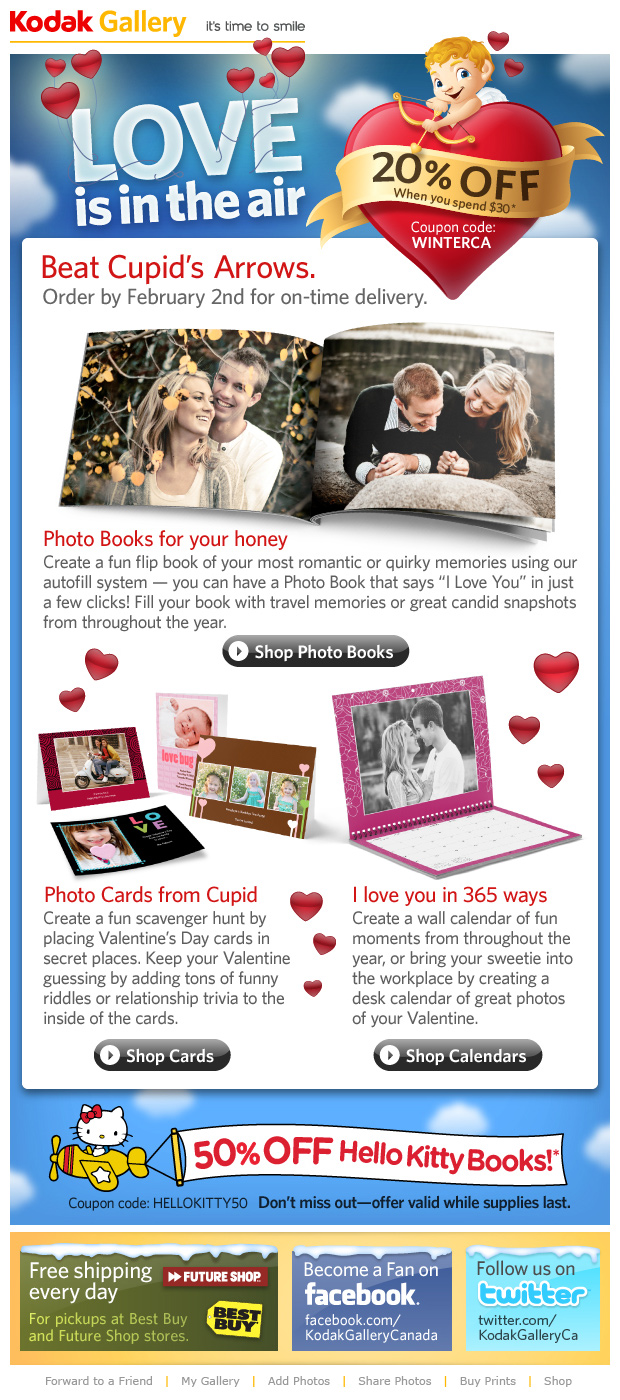 Kodak Gallery it's time to smile
LOVE
is in the air
20% OFF
When you spend $30*
Coupon code:
WINTERCA
Beat Cupid's Arrows.
Order by February 2nd for on-time delivery.
Photo Books for your honey
Create a fun flip book of your most romantic or quirky memories using our
autofill system — you can have a Photo Book that says “I Love You” in just
a few clicks! Fill your book with travel memories or great candid snapshots
from throughout the year.
Shop Photo Books
love bug
LO
VE
Photo Cards from Cupid
Create a fun scavenger hunt by
placing Valentine's Day cards in
secret places. Keep your Valentine
guessing by adding tons of funny
riddles or relationship trivia to the
inside of the cards.
Shop Cards
I love you in 365 ways
Create a wall calendar of fun
moments from throughout the
year, or bring your sweetie into
the workplace by creating a
desk calendar of great photos
of your Valentine.
Shop Calendars
50% OFF Hello Kitty Books!*
Coupon code: HELLOKITTY50 Don't miss out—offer valid while supplies last.
Free shipping
every day
FUTURE SHOP
For pickups at Best Buy
and Future Shop stores.
BEST
BUY
Become a Fan on
facebook.
facebook.com/
KodakGalleryCanada
Follow us on
twitter
twitter.com/
KodakGalleryCa
Forward to a Friend | My Gallery | Add Photos | Share Photos | Buy Prints | Shop